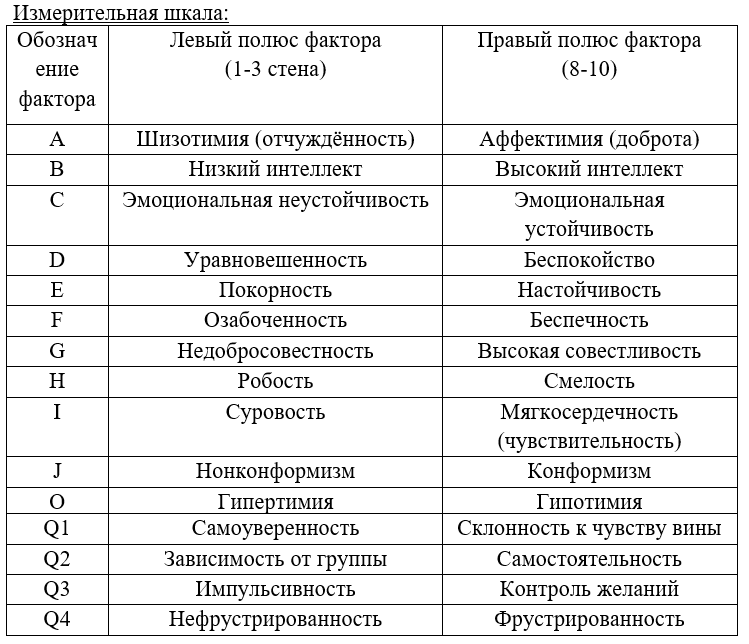 Измерительная шкала:
Обознач Левый полюс фактора Правый полюс фактора
ение (1-3 стена) (8-10)
фактора
A Шизотимия (отчуждённость) Аффектимия (доброта)
B Низкий интеллект Высокий интеллект
C Эмоциональная неустойчивость Эмоциональная
устойчивость
D Уравновешенность Беспокойство
E Покорность Настойчивость
F Озабоченность Беспечность
G Недобросовестность Высокая совестливость
H Робость Смелость
I Суровость Мягкосердечность
(чувствительность)
J Нонконформизм Конформизм
O Гипертимия Гипотимия
Q1 Самоуверенность Склонность к чувству вины
Q2 Зависимость от группы Самостоятельность
Q3 Импульсивность Контроль желаний
Q4 Нефрустрированность Фрустрированность